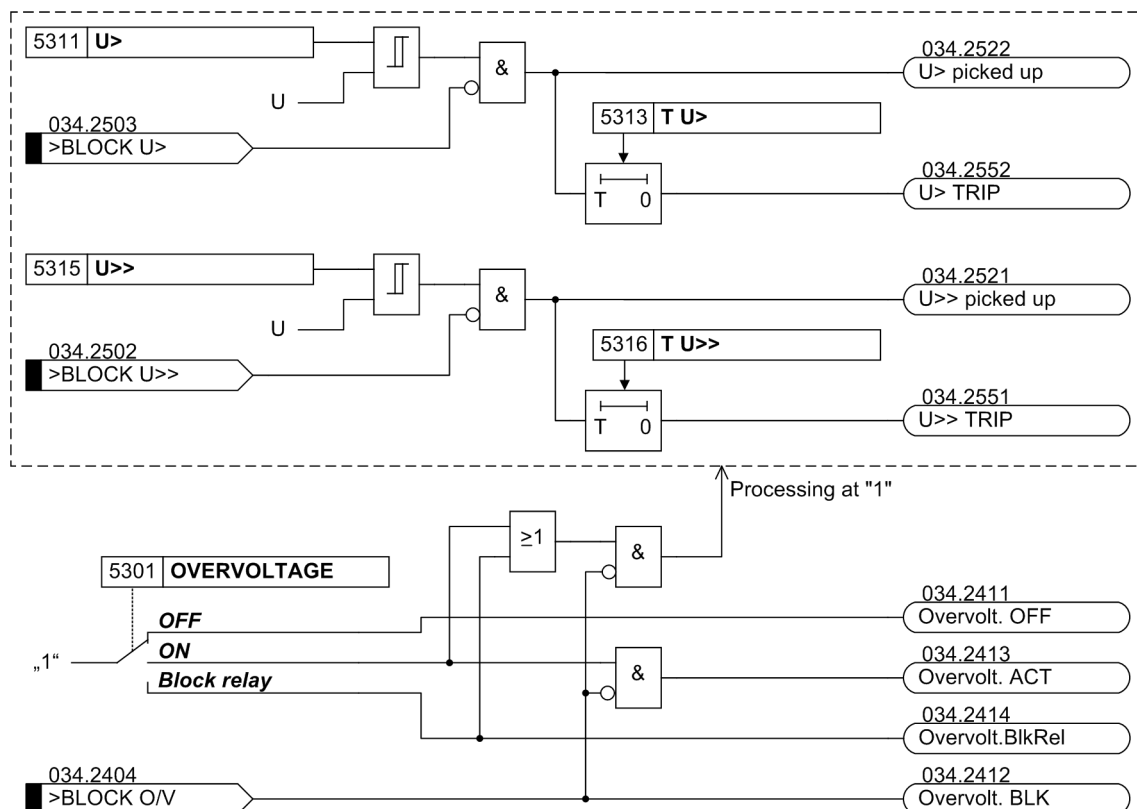 5311 U>
U
034.2503
>BLOCK U>
&
034.2522
U> picked up
5313 T U>
T 0
034.2552
U> TRIP
5315 U>>
U
034.2502
>BLOCK U>>
&
034.2521
U>> picked up
5316 T U>>
T 0
034.2551
U>> TRIP
Processing at "1"
≥1
&
5301 OVERVOLTAGE
OFF
034.2411
Overvolt. OFF
„1“
ON
&
034.2413
Overvolt. ACT
Block relay
034.2414
Overvolt.BlkRel
034.2404
>BLOCK O/V
034.2412
Overvolt. BLK